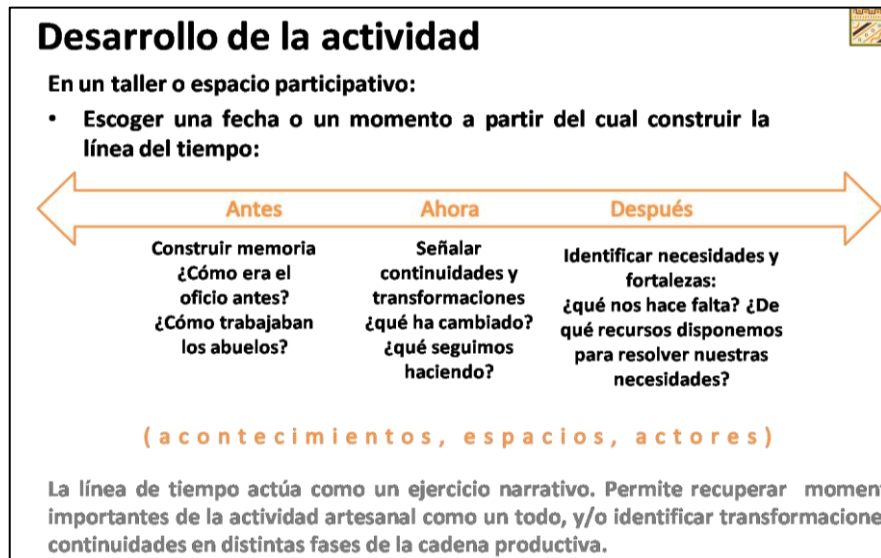 Desarrollo de la actividad
En un taller o espacio participativo:
• Escoger una fecha o un momento a partir del cual construir la
línea del tiempo:
Antes
Ahora
Después
Construir memoria
¿Cómo era el
oficio antes?
¿Cómo trabajaban
los abuelos?
Señalar
continuidades y
transformaciones
¿qué ha cambiado?
¿qué seguimos
haciendo?
Identificar necesidades y
fortalezas:
¿qué nos hace falta? ¿De
qué recursos disponemos
para resolver nuestras
necesidades?
(acontecimientos, espacios, actores)
La línea de tiempo actúa como un ejercicio narrativo. Permite recuperar momen
importantes de la actividad artesanal como un todo, y/o identificar transformacione
continuidades en distintas fases de la cadena productiva.